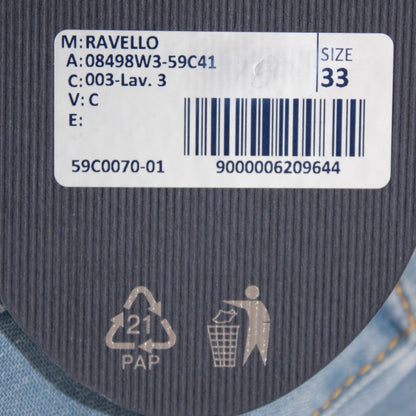 M: RAVELLO
A: 08498W3-59C41
C: 003-Lav. 3
V: C
E:
SIZE
33
59C0070-01
9000006209644
21
PAP